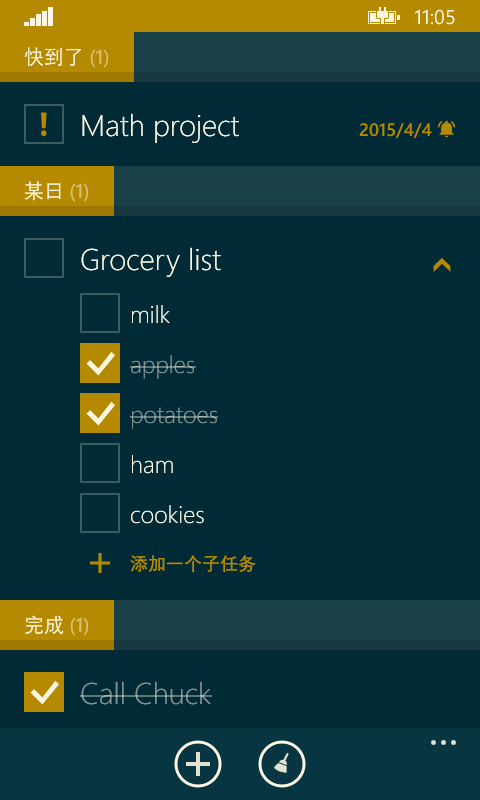 11:05
快到了 (1)
! Math project 2015/4/4
某日 (1)
Grocery list
milk
apples
potatoes
ham
cookies
添加一个子任务
完成 (1)
Call Chuck